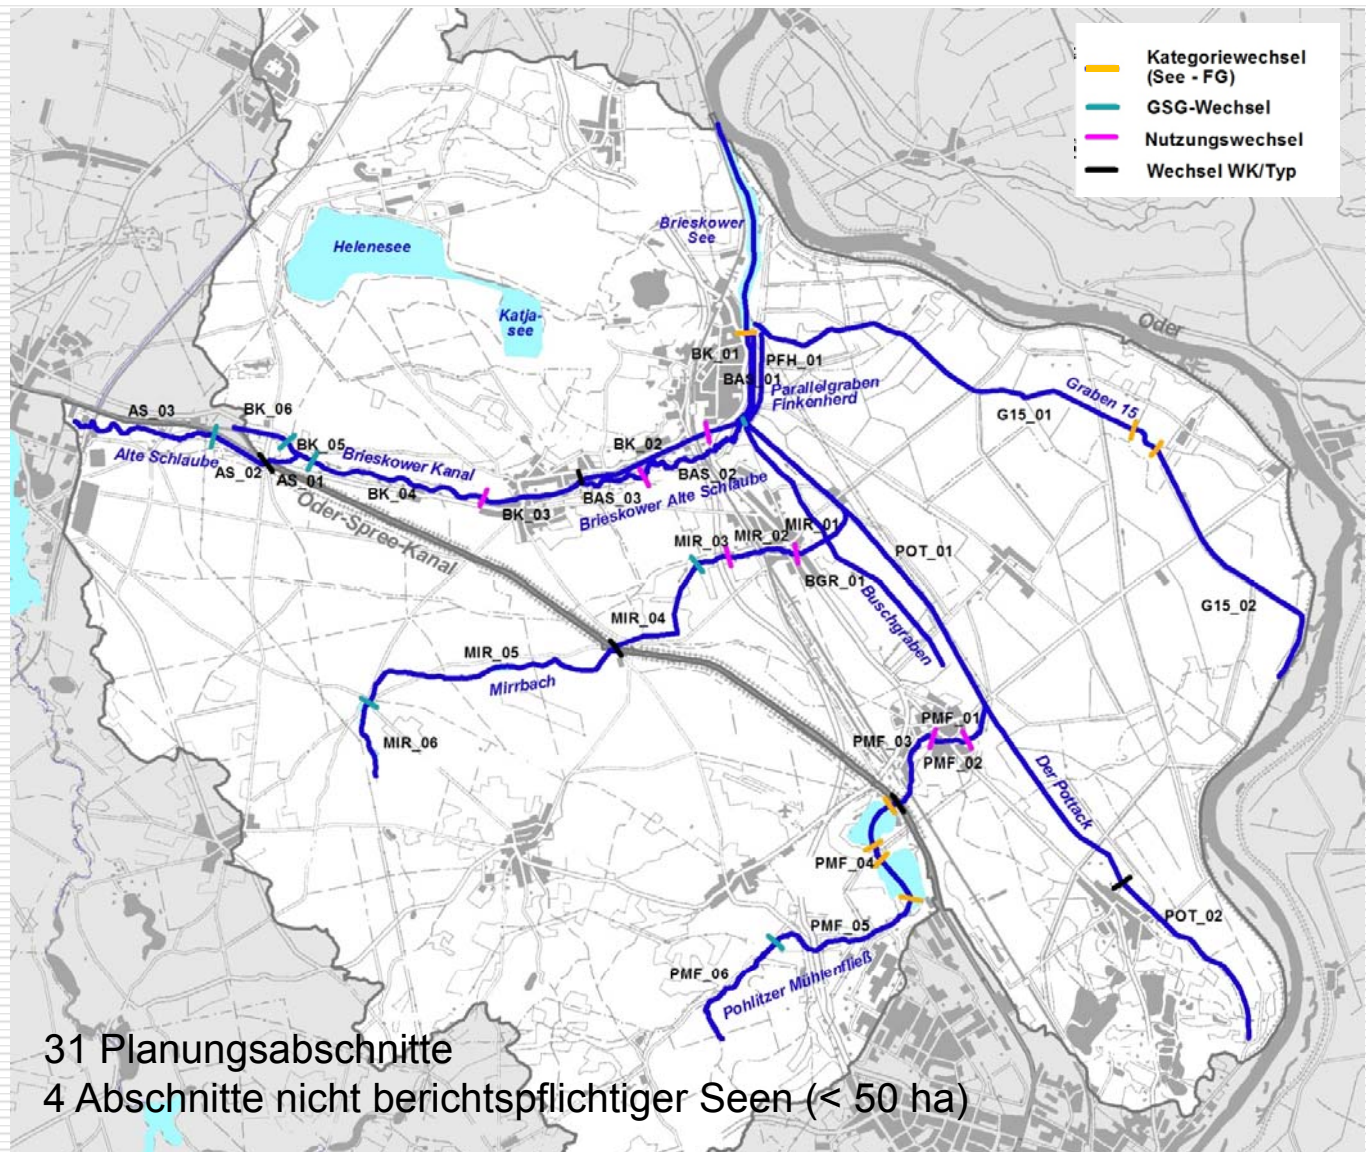 Kategoriewechsel
(See - FG)
GSG-Wechsel
Nutzungswechsel
Wechsel WK/Typ
Brieskower
See
Helenesee
Katja-
see
Oder
BK_01
PFH_01
BAS_01
Parallelgraben
Finkenherd
Graben 15
G15_01
AS_03
BK_06
BK_02
BK_05
Alte Schlaube
Brieskower Kanal
AS_02
AS_01
BAS_02
BK_04
BAS_03
BK_03
Brieskower Alte Schlaube
Oder-Spree-Kanal
MIR_01
MIR_02
MIR_03
POT_01
BGR_01
Buschgraben
G15_02
MIR_04
MIR_05
Mirrbach
MIR_06
PMF_01
PMF_03
PMF_02
Der Pottack
PMF_04
POT_02
PMF_05
PMF_06
Pohlitzer Mühlenfließ
31 Planungsabschnitte
4 Abschnitte nicht berichtspflichtiger Seen (< 50 ha)